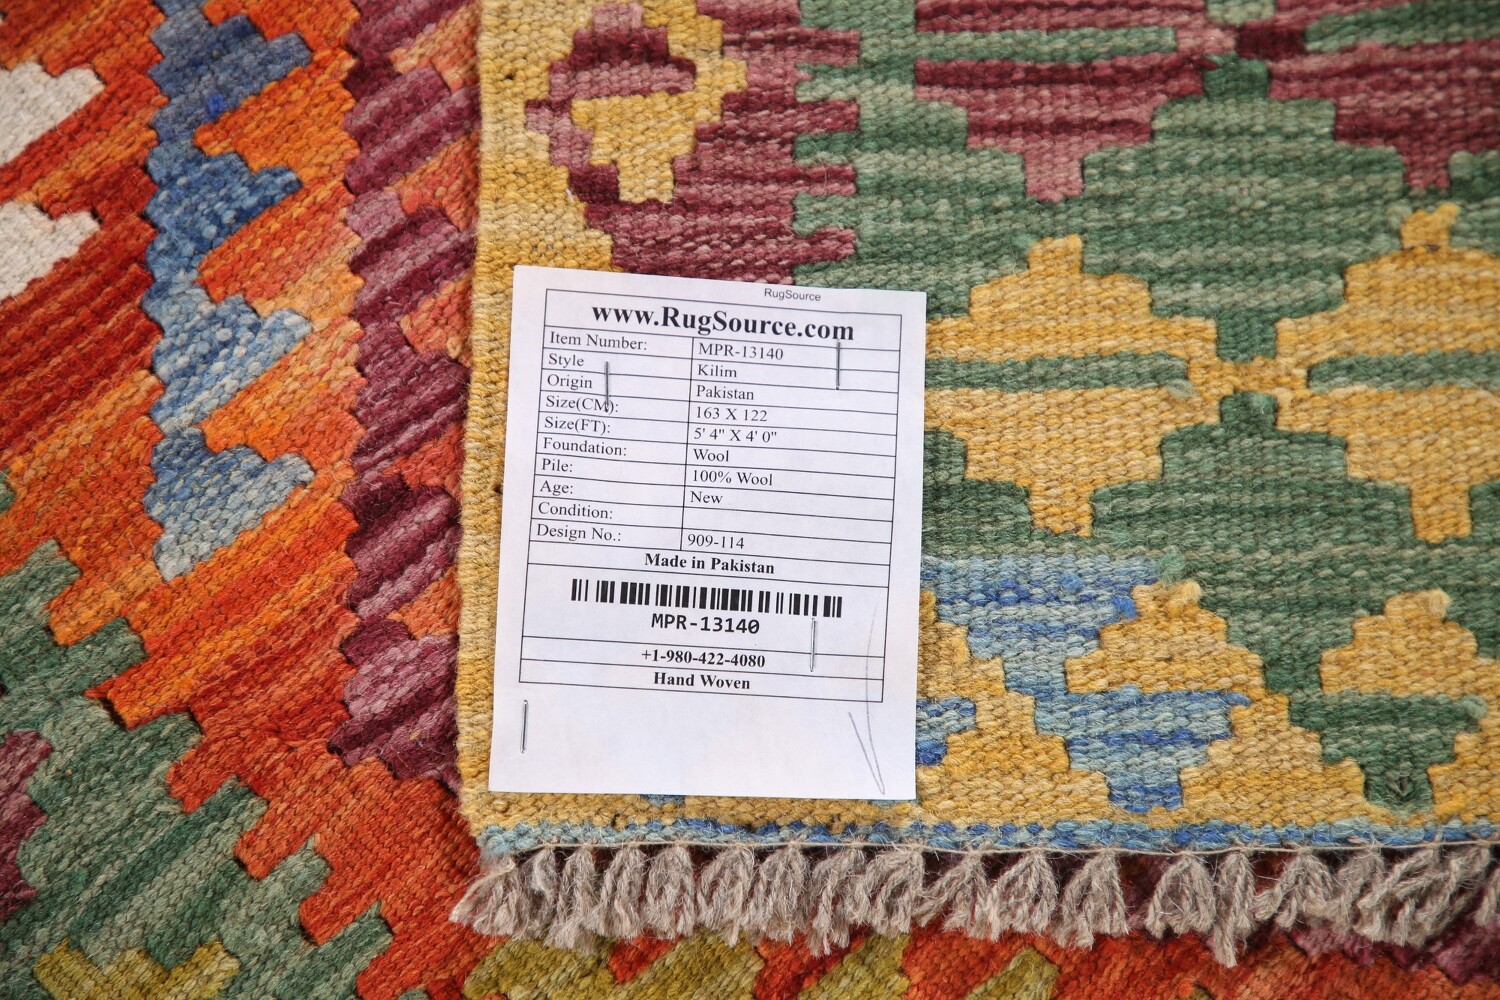 RugSource
www.RugSource.com
Item Number: MPR-13140
Style Kilim
Origin Pakistan
Size(CM): 163 X 122
Size(FT): 5' 4" X 4' 0"
Foundation: Wool
Pile: 100% Wool
Age: New
Condition:
Design No.: 909-114
Made in Pakistan
MPR-13140
+1-980-422-4080
Hand Woven